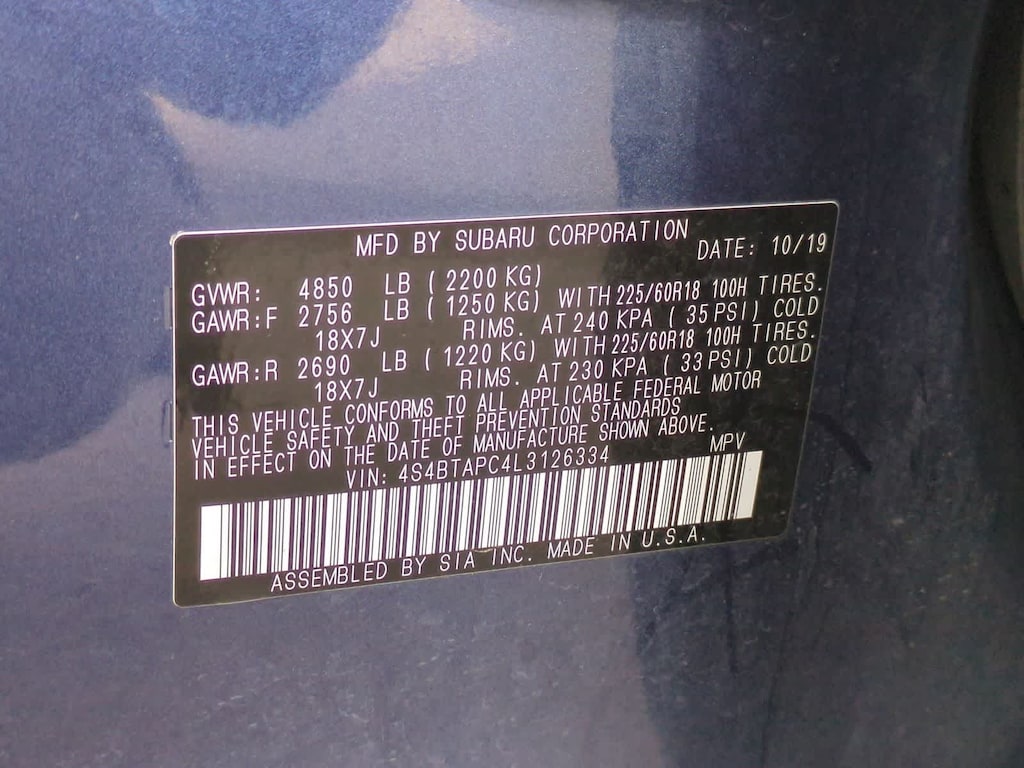 MFD BY SUBARU CORPORATION DATE: 10/19
GVWR: 4850 LB ( 2200 KG)
GAWR:F 2756 LB ( 1250 KG) WITH 225/60R18 100H TIRES.
18X7J RIMS. AT 240 KPA ( 35 PSI) COLD
GAWR:R 2690 LB ( 1220 KG) WITH 225/60R18 100H TIRES.
18X7J RIMS. AT 230 KPA ( 33 PSI) COLD
THIS VEHICLE CONFORMS TO ALL APPLICABLE FEDERAL MOTOR
VEHICLE SAFETY AND THEFT PREVENTION STANDARDS
IN EFFECT ON THE DATE OF MANUFACTURE SHOWN ABOVE.
VIN: 4S4BTAPC4L3126334 MPV
ASSEMBLED BY SIA INC. MADE IN U.S.A.